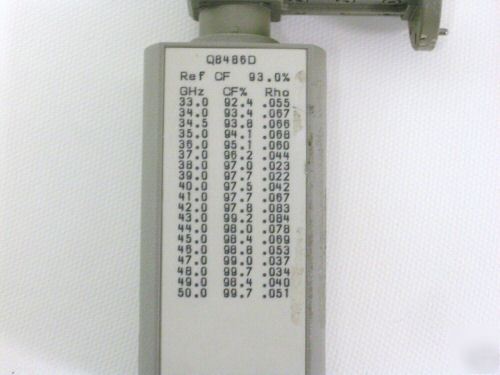 Q8486D
Ref CF 93.0%
GHz CF% Rho
33.0 92.4 .055
34.0 93.4 .067
34.5 93.8 .066
35.0 94.1 .068
36.0 95.1 .060
37.0 96.2 .044
38.0 97.0 .023
39.0 97.7 .022
40.0 97.5 .042
41.0 97.7 .067
42.0 97.8 .083
43.0 99.2 .084
44.0 98.0 .078
45.0 98.4 .069
46.0 98.8 .053
47.0 99.0 .037
48.0 99.7 .034
49.0 98.4 .040
50.0 99.7 .051